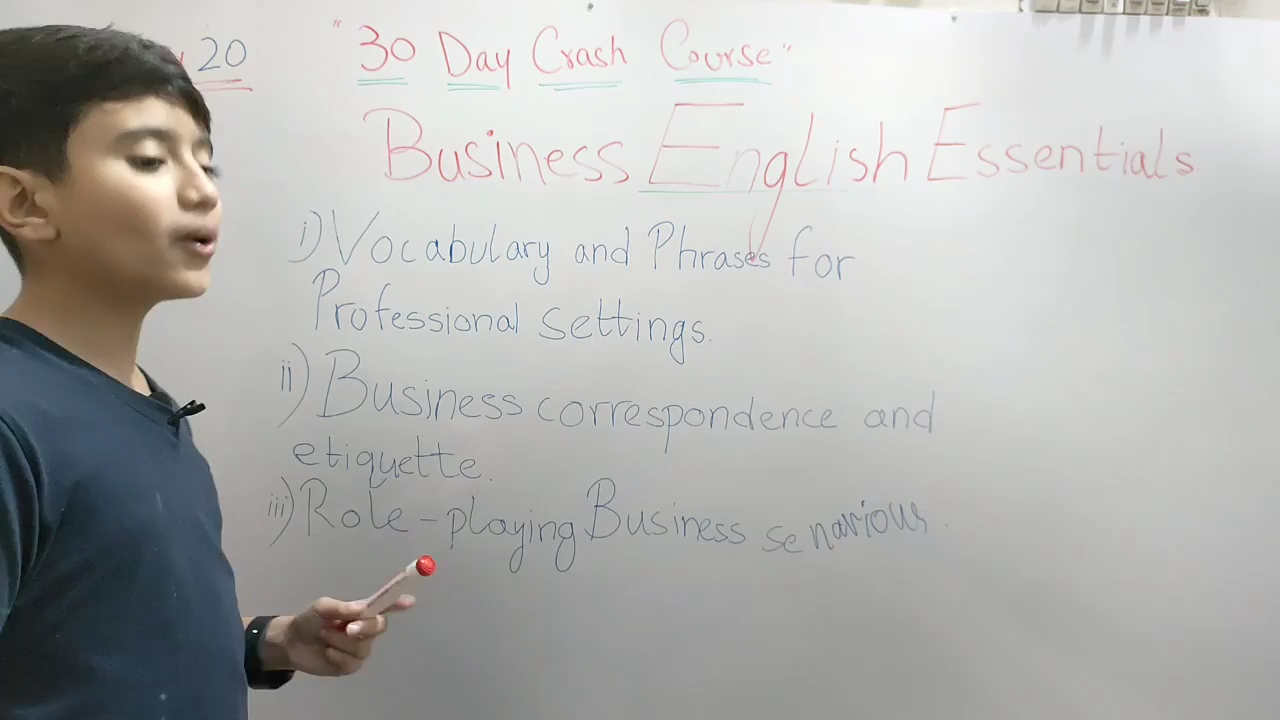 20
"30 Day Crash Course"
Business English Essentials
i) Vocabulary and Phrases for
Professional settings.
ii) Business correspondence and
etiquette.
iii) Role-playing Business senarious.